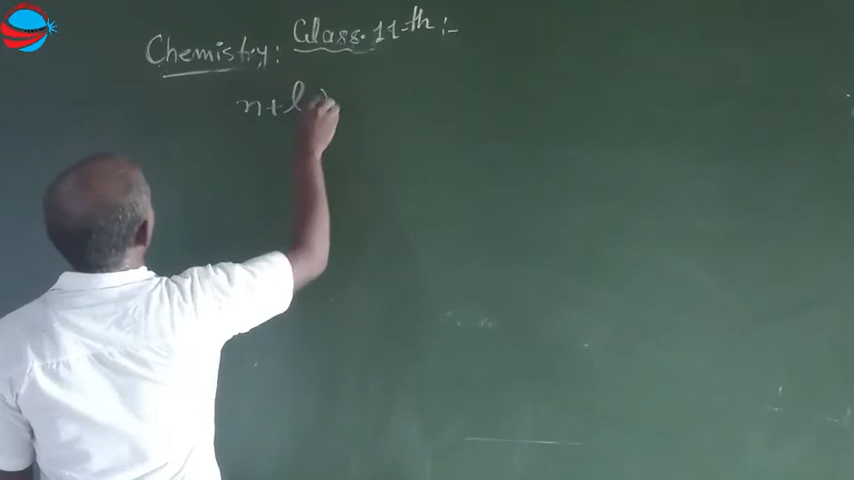 Chemistry: Class. 11-th :-
n+l